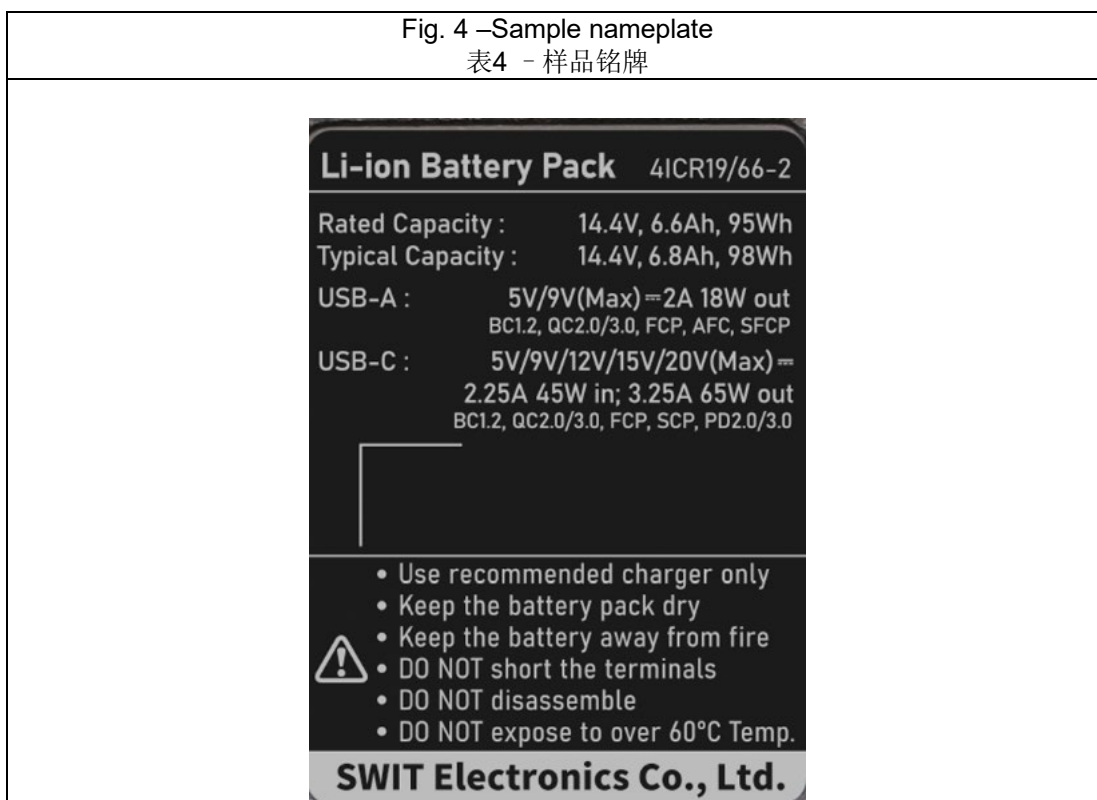 Fig. 4 –Sample nameplate
表4 – 样品铭牌
Li-ion Battery Pack 4ICR19/66-2
Rated Capacity : 14.4V, 6.6Ah, 95Wh
Typical Capacity : 14.4V, 6.8Ah, 98Wh
USB-A : 5V/9V(Max)⎓2A 18W out
BC1.2, QC2.0/3.0, FCP, AFC, SFCP
USB-C : 5V/9V/12V/15V/20V(Max)⎓
2.25A 45W in; 3.25A 65W out
BC1.2, QC2.0/3.0, FCP, SCP, PD2.0/3.0
• Use recommended charger only
• Keep the battery pack dry
• Keep the battery away from fire
• DO NOT short the terminals
• DO NOT disassemble
• DO NOT expose to over 60°C Temp.
SWIT Electronics Co., Ltd.